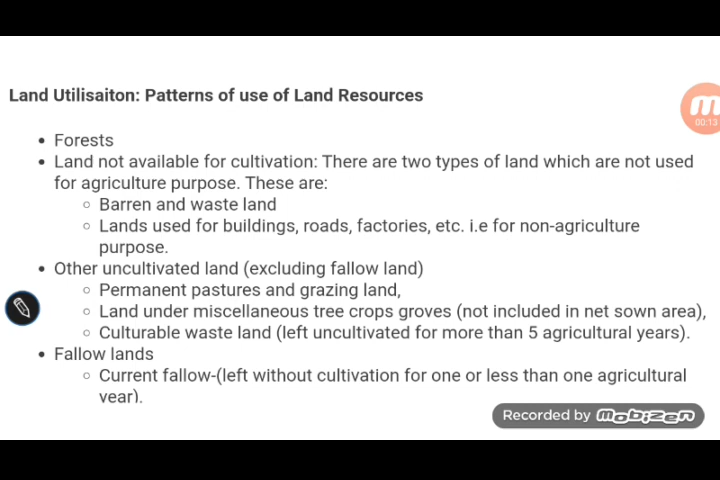 Land Utilisaiton: Patterns of use of Land Resources
• Forests
• Land not available for cultivation: There are two types of land which are not used
for agriculture purpose. These are:
○ Barren and waste land
○ Lands used for buildings, roads, factories, etc. i.e for non-agriculture
purpose.
• Other uncultivated land (excluding fallow land)
○ Permanent pastures and grazing land,
○ Land under miscellaneous tree crops groves (not included in net sown area),
○ Culturable waste land (left uncultivated for more than 5 agricultural years).
• Fallow lands
○ Current fallow-(left without cultivation for one or less than one agricultural
year).
m
00:13
Recorded by mobizen